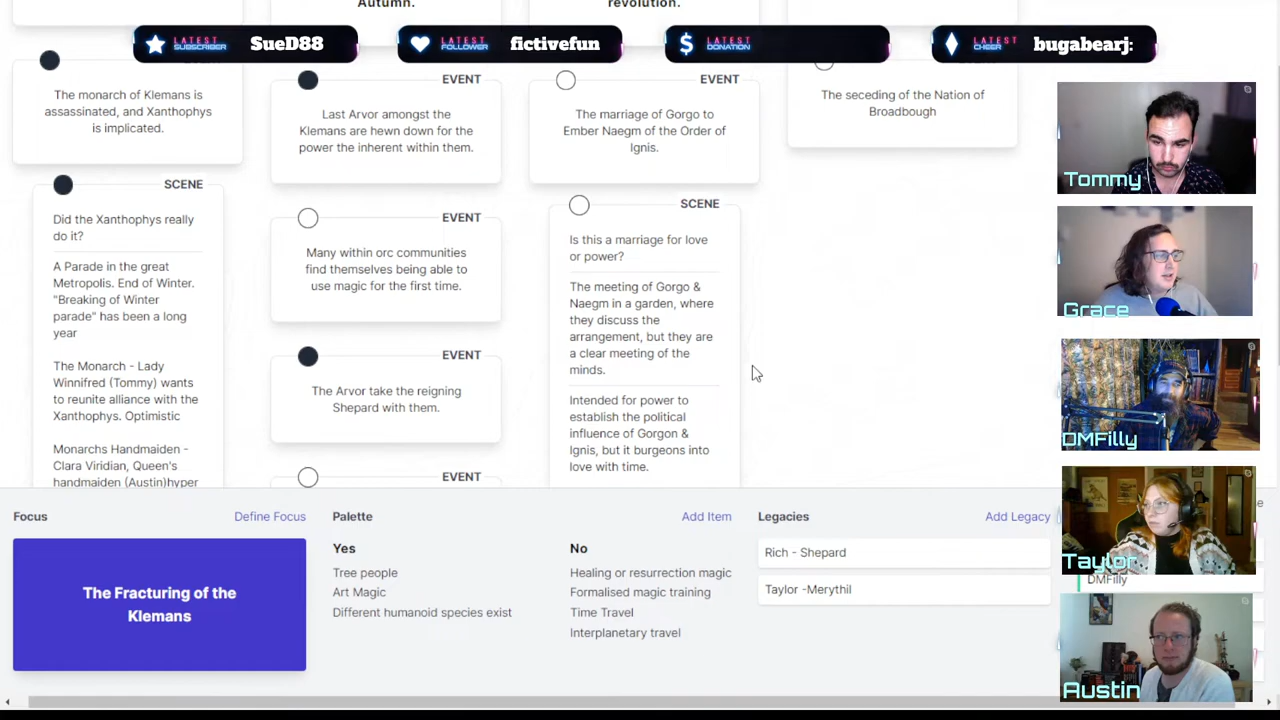 Autumn.
revolution.
LATEST
SUBSCRIBER
SueD88
LATEST
FOLLOWER
fictivefun
LATEST
DONATION
LATEST
CHEER
bugabearj:
The monarch of Klemans is
assassinated, and Xanthophys
is implicated.
SCENE
Did the Xanthophys really
do it?
A Parade in the great
Metropolis. End of Winter.
"Breaking of Winter
parade" has been a long
year
The Monarch - Lady
Winnifred (Tommy) wants
to reunite alliance with the
Xanthophys. Optimistic
Monarchs Handmaiden -
Clara Viridian, Queen's
handmaiden (Austin)hyper
EVENT
Last Arvor amongst the
Klemans are hewn down for the
power the inherent within them.
EVENT
Many within orc communities
find themselves being able to
use magic for the first time.
EVENT
The Arvor take the reigning
Shepard with them.
EVENT
EVENT
The marriage of Gorgo to
Ember Naegm of the Order of
Ignis.
SCENE
Is this a marriage for love
or power?
The meeting of Gorgo &
Naegm in a garden, where
they discuss the
arrangement, but they are
a clear meeting of the
minds.
Intended for power to
establish the political
influence of Gorgon &
Ignis, but it burgeons into
love with time.
The seceding of the Nation of
Broadbough
Tommy
Grace
DMFilly
Taylor
DMFilly
Austin
Focus
Define Focus
The Fracturing of the
Klemans
Palette
Add Item
Yes
Tree people
Art Magic
Different humanoid species exist
No
Healing or resurrection magic
Formalised magic training
Time Travel
Interplanetary travel
Legacies
Add Legacy
Rich - Shepard
Taylor -Merythil